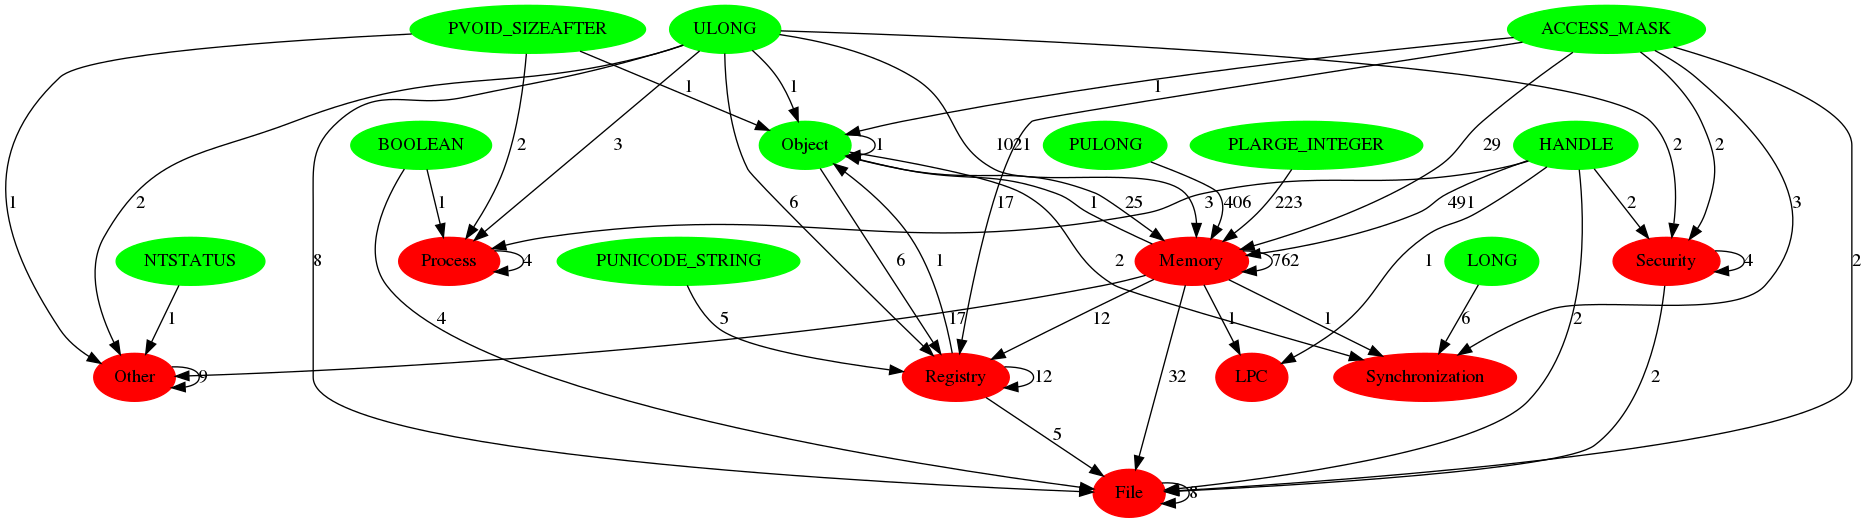 PVOID_SIZEAFTER
ULONG
ACCESS_MASK
1
1
1
1
BOOLEAN
2
3
Object
1
1021
PULONG
PLARGE_INTEGER
29
HANDLE
2
2
1
2
1
6
17
1
25
3
406
223
491
2
3
NTSTATUS
8
Process
4
PUNICODE_STRING
6
1
2
Memory
762
1
LONG
Security
4
2
1
4
5
17
12
1
1
6
2
Other
9
Registry
12
32
LPC
Synchronization
2
5
File
8